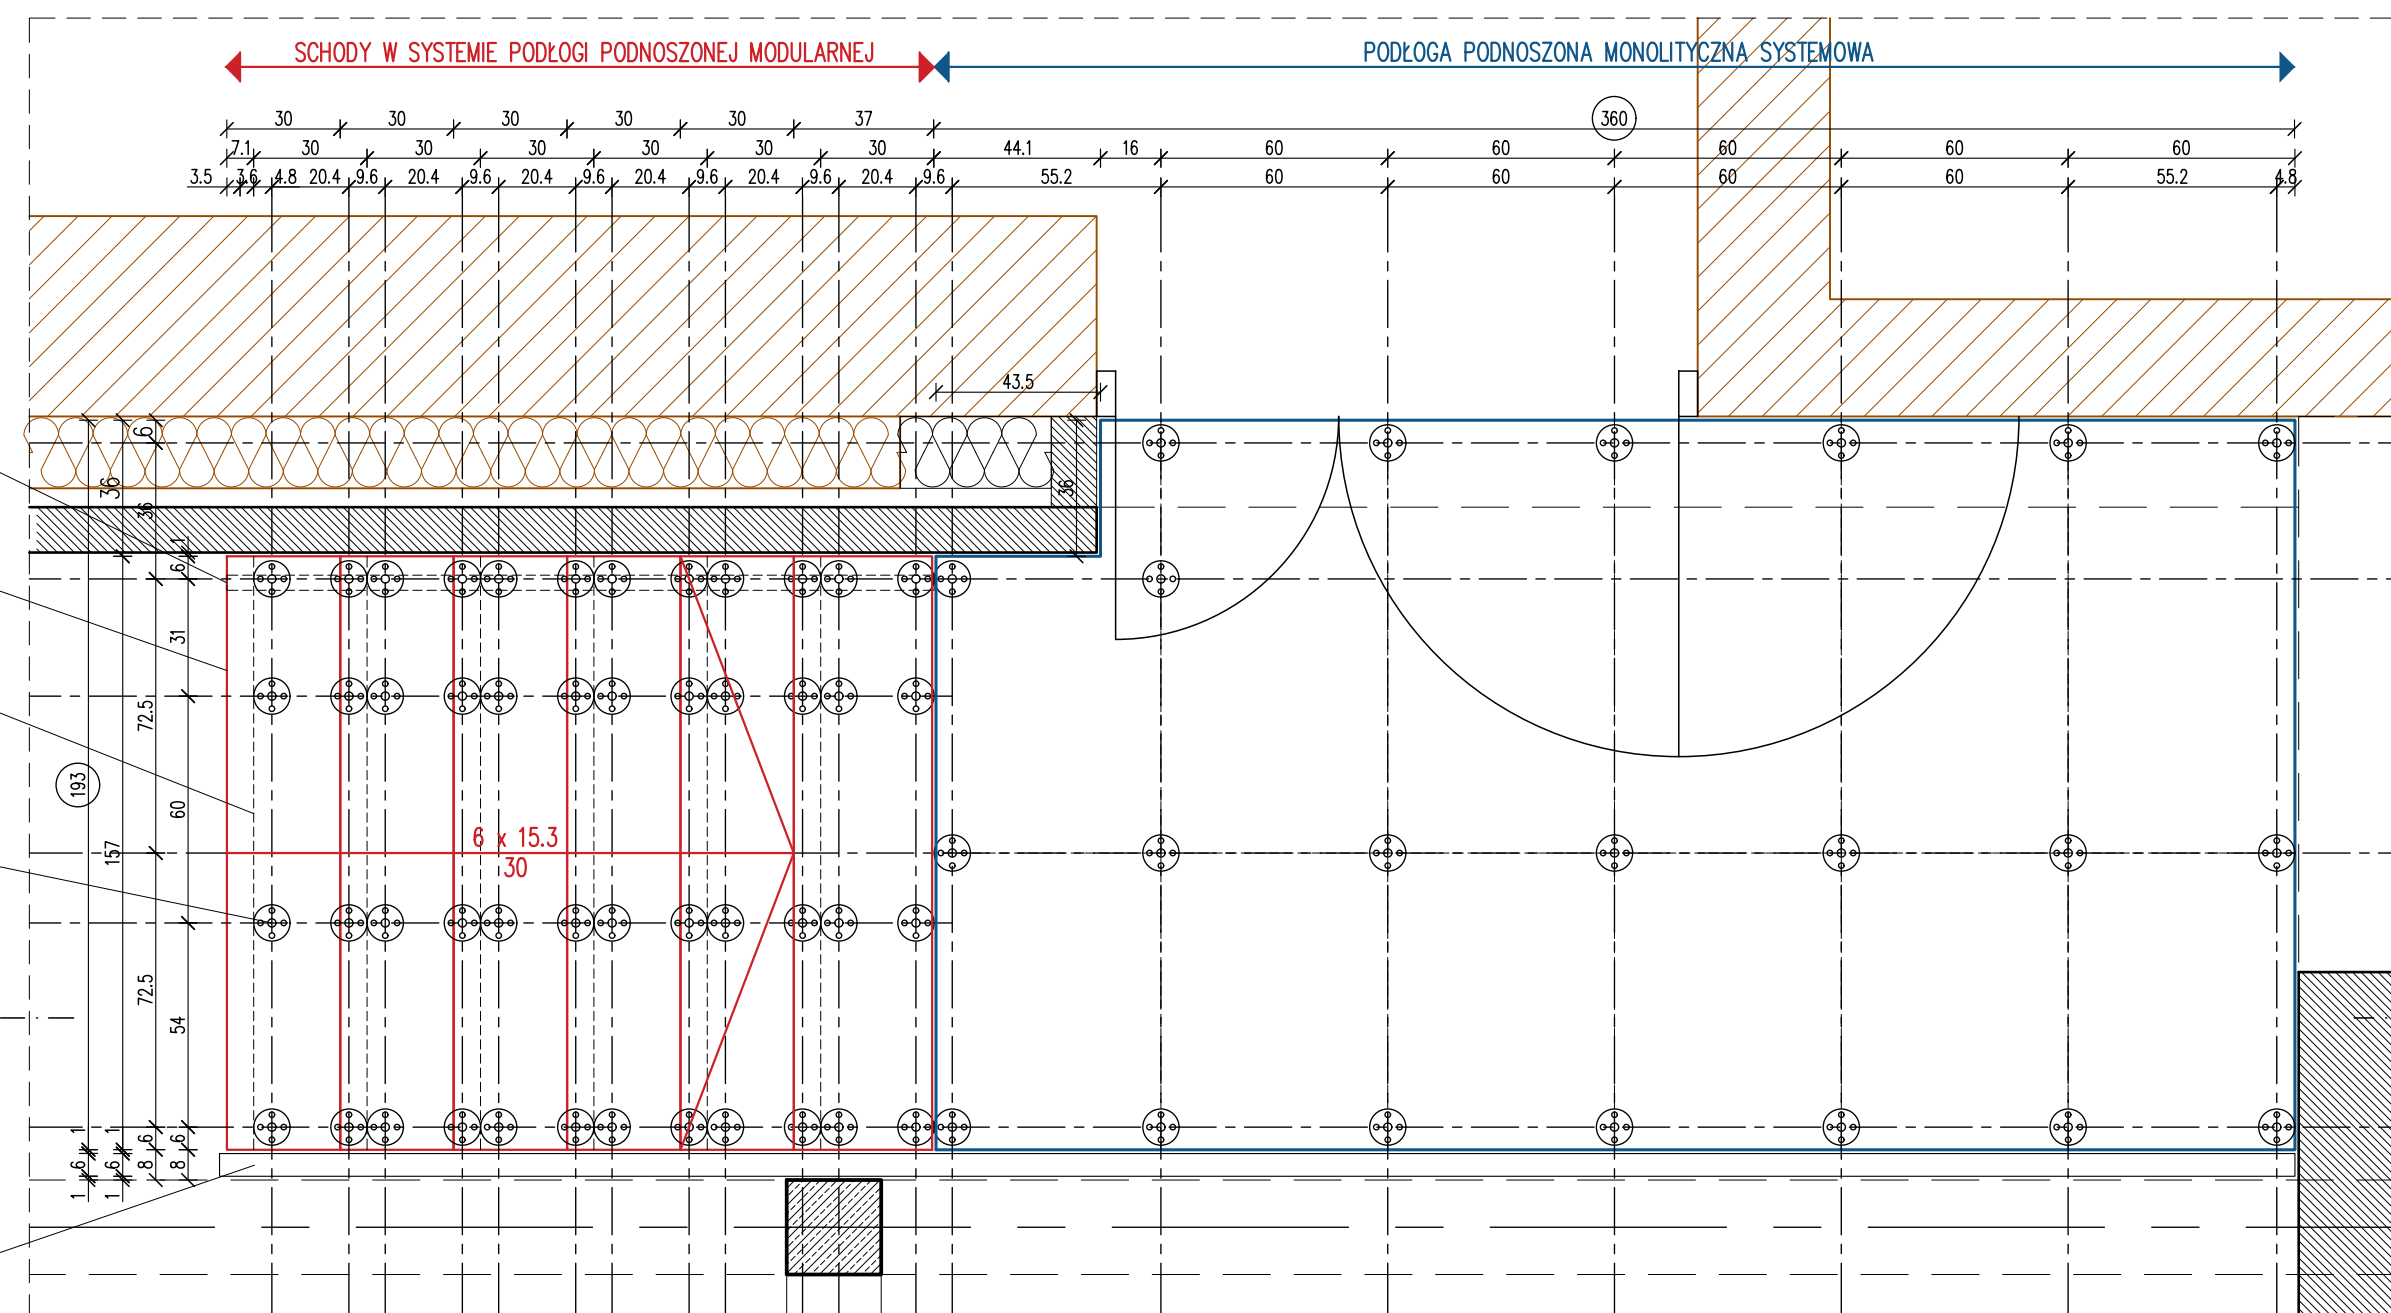 SCHODY W SYSTEMIE PODŁOGI PODNOSZONEJ MODULARNEJ
PODŁOGA PODNOSZONA MONOLITYCZNA SYSTEMOWA
30 30 30 30 30 37 360
7.1 30 30 30 30 30 30 44.1 16 60 60 60 60 60
3.5 3.6 4.8 20.4 9.6 20.4 9.6 20.4 9.6 20.4 9.6 20.4 9.6 20.4 9.6 55.2 60 60 60 60 55.2 4.8
43.5
36
193
36 157
6 36 72.5 72.5
1 6 31 60 54
6 x 15.3
30
1 1 6 6
6 6 8 8
1 1